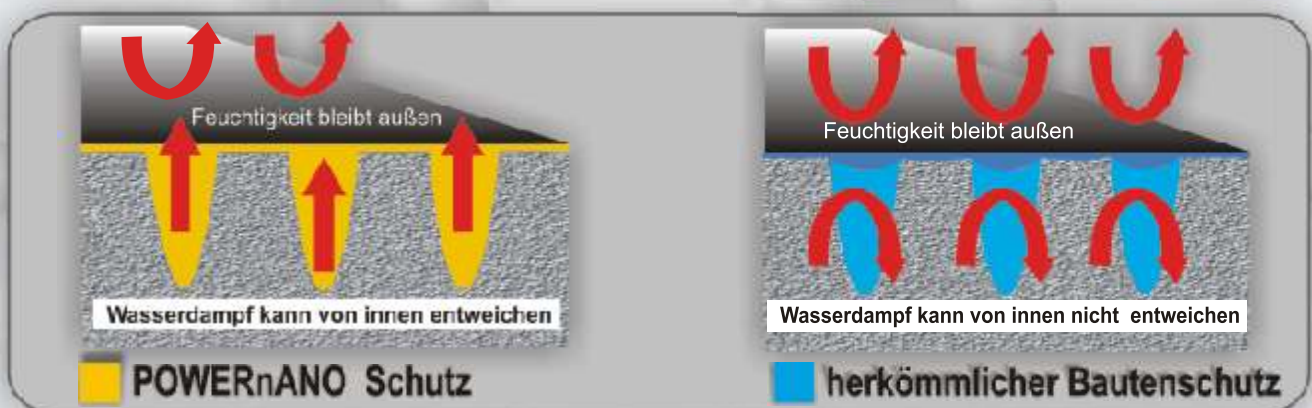 Feuchtigkeit bleibt außen
Wasserdampf kann von innen entweichen
POWERnANO Schutz
Feuchtigkeit bleibt außen
Wasserdampf kann von innen nicht entweichen
herkömmlicher Bautenschutz